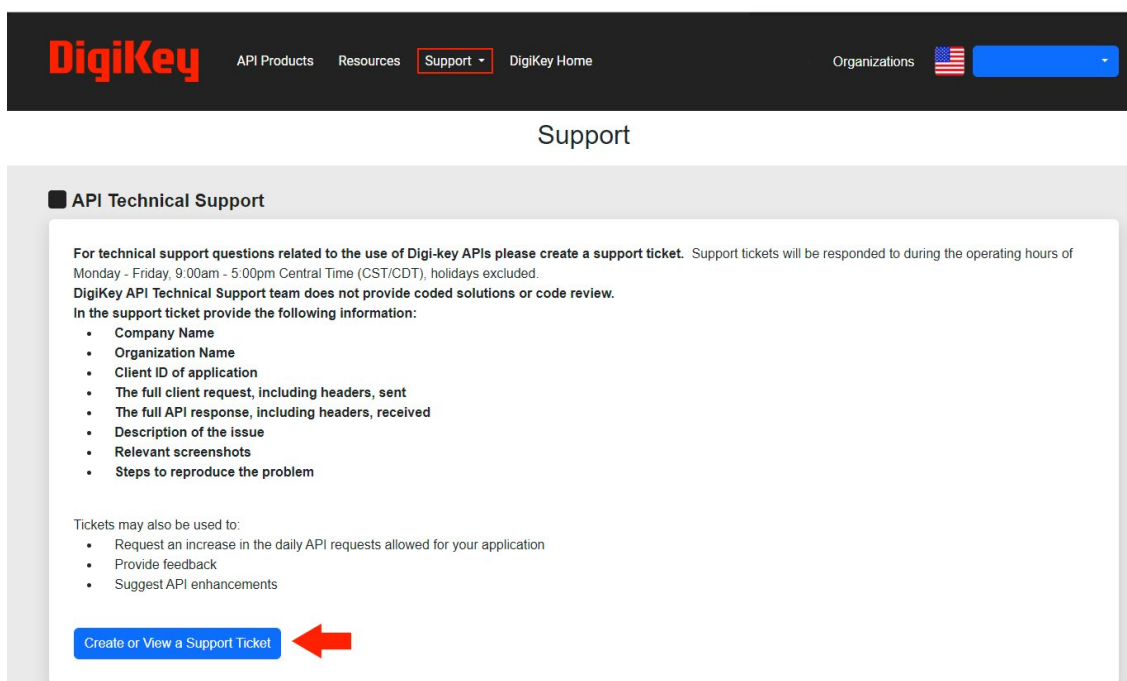 DigiKey API Products Resources Support DigiKey Home Organizations
Support
API Technical Support
For technical support questions related to the use of Digi-key APIs please create a support ticket. Support tickets will be responded to during the operating hours of
Monday - Friday, 9:00am - 5:00pm Central Time (CST/CDT), holidays excluded.
DigiKey API Technical Support team does not provide coded solutions or code review.
In the support ticket provide the following information:
• Company Name
• Organization Name
• Client ID of application
• The full client request, including headers, sent
• The full API response, including headers, received
• Description of the issue
• Relevant screenshots
• Steps to reproduce the problem
Tickets may also be used to:
• Request an increase in the daily API requests allowed for your application
• Provide feedback
• Suggest API enhancements
Create or View a Support Ticket